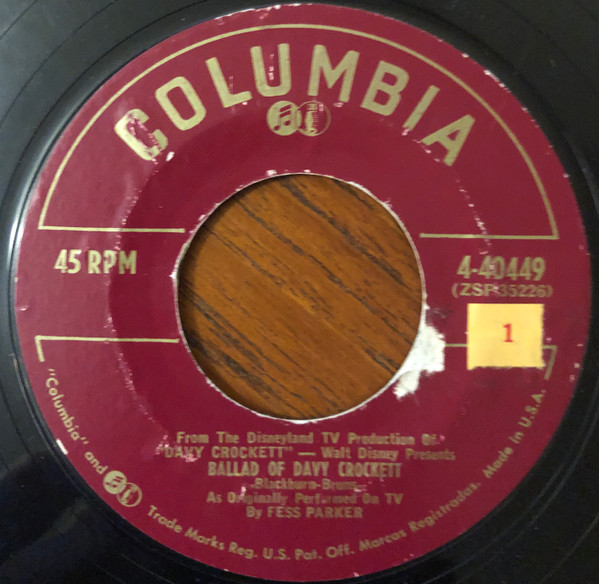 COLUMBIA
45 RPM
4-40449
(ZSP 35226)
1
From The Disneyland TV Production Of
"DAVY CROCKETT" — Walt Disney Presents
BALLAD OF DAVY CROCKETT
-Blackburn-Bruns-
As Originally Performed On TV
By FESS PARKER
"Columbia" and Trade Marks Reg. U.S. Pat. Off. Marcas Registradas. Made in U.S.A.